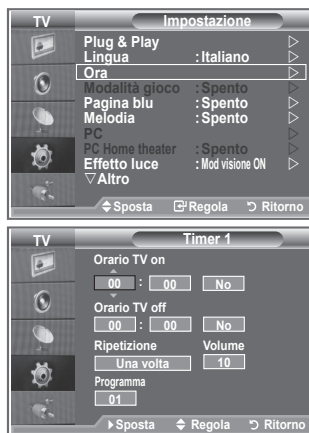 TV Impostazione
Plug & Play
Lingua : Italiano
Ora
Modalità gioco : Spento
Pagina blu : Spento
Melodia : Spento
PC
PC Home theater : Spento
Effetto luce : Mod visione ON
▽Altro
Sposta Regola Ritorno
TV Timer 1
Orario TV on
00 : 00 No
Orario TV off
00 : 00 No
Ripetizione Volume
Una volta 10
Programma
01
Sposta Regola Ritorno